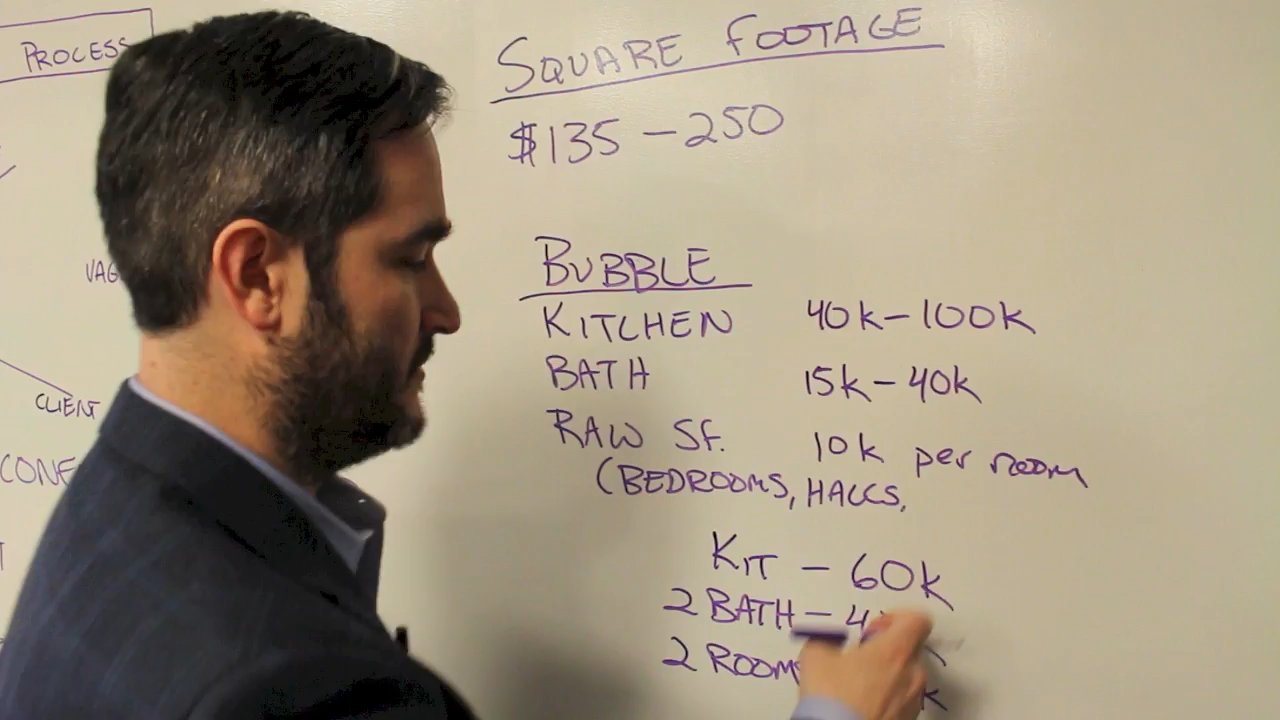 PROCESS
SQUARE FOOTAGE
$135 – 250
BUBBLE
KITCHEN 40k – 100k
BATH 15k – 40k
RAW SF. 10k per room
(BEDROOMS, HALLS,
CLIENT
KIT – 60k
2 BATH –
2 ROOMS